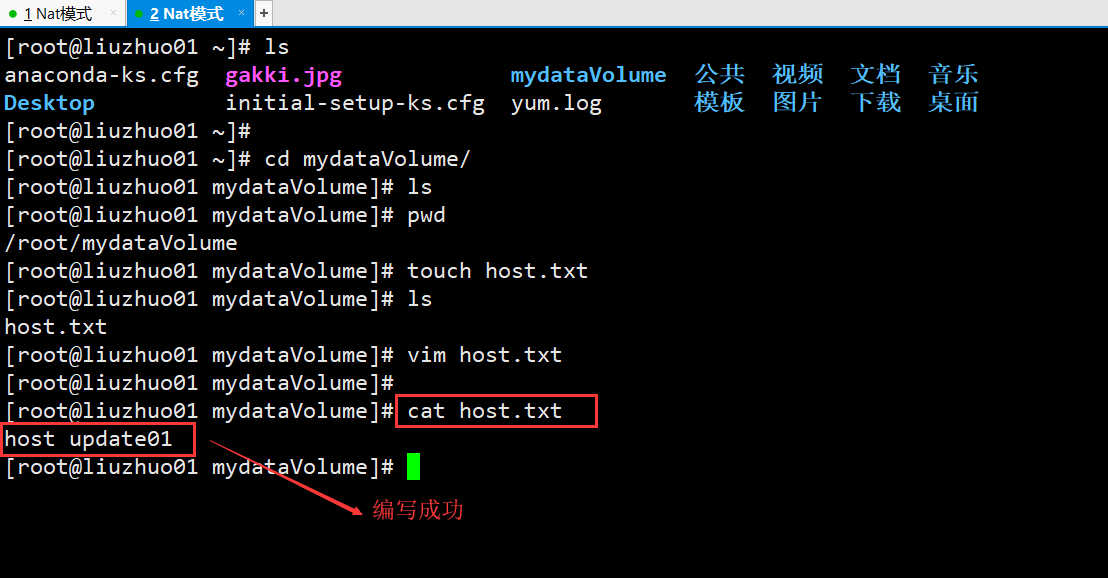 1 Nat模式 × 2 Nat模式 × +
[root@liuzhuo01 ~]# ls
anaconda-ks.cfg gakki.jpg mydataVolume 公共 视频 文档 音乐
Desktop initial-setup-ks.cfg yum.log 模板 图片 下载 桌面
[root@liuzhuo01 ~]#
[root@liuzhuo01 ~]# cd mydataVolume/
[root@liuzhuo01 mydataVolume]# ls
[root@liuzhuo01 mydataVolume]# pwd
/root/mydataVolume
[root@liuzhuo01 mydataVolume]# touch host.txt
[root@liuzhuo01 mydataVolume]# ls
host.txt
[root@liuzhuo01 mydataVolume]# vim host.txt
[root@liuzhuo01 mydataVolume]#
[root@liuzhuo01 mydataVolume]# cat host.txt
host update01
[root@liuzhuo01 mydataVolume]#
编写成功